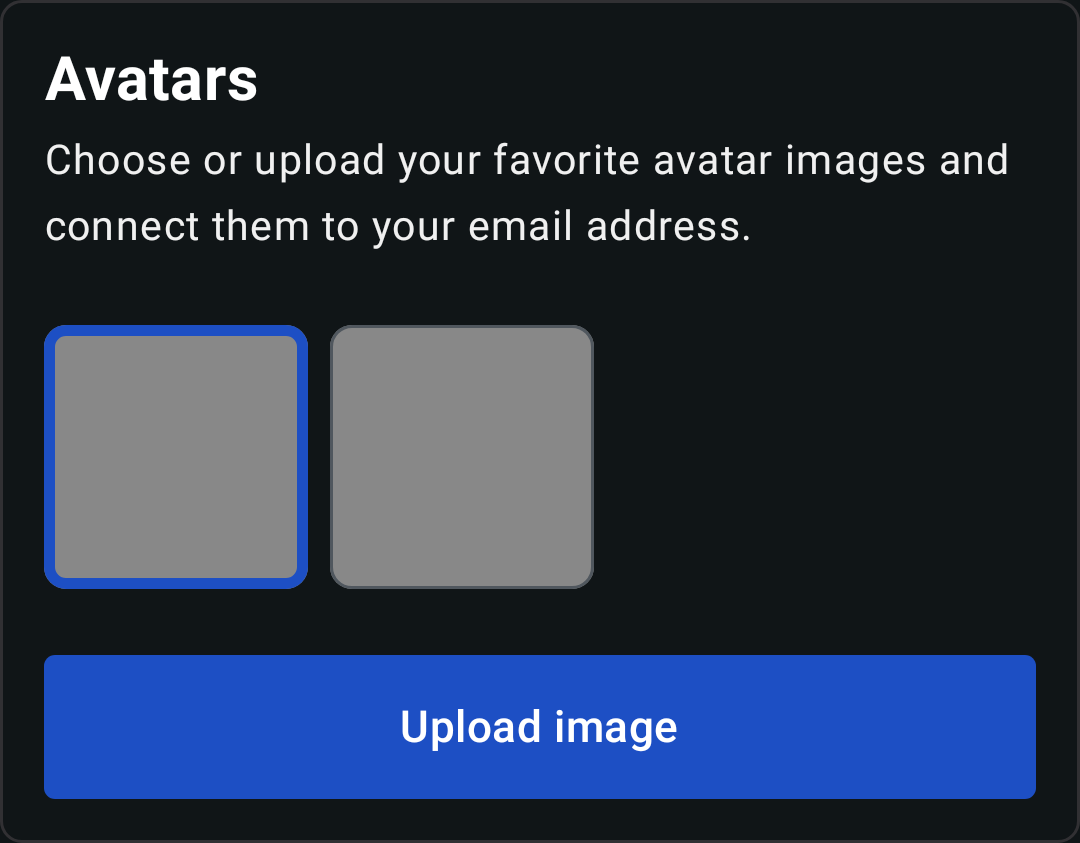 Avatars
Choose or upload your favorite avatar images and
connect them to your email address.
Upload image